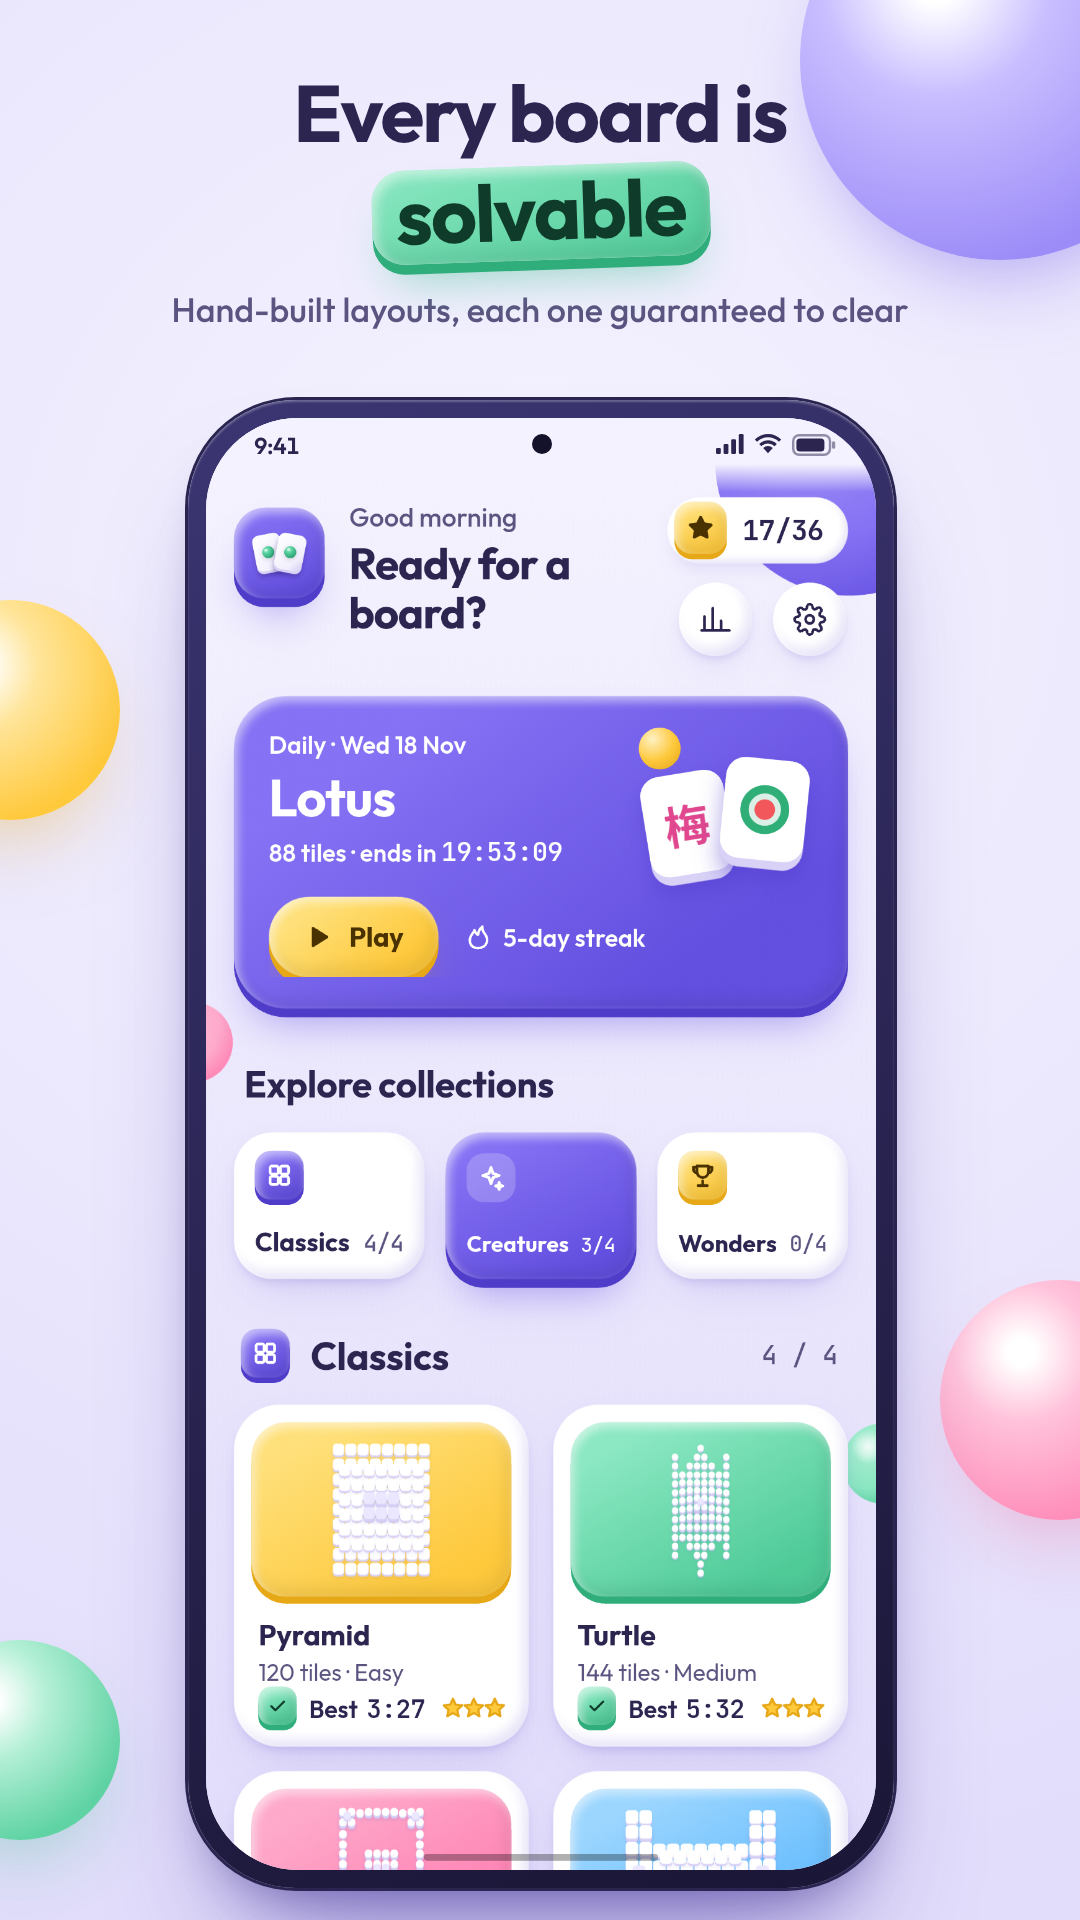 Every board is
solvable
Hand-built layouts, each one guaranteed to clear
9:41
Good morning
Ready for a
board?
17/36
Daily · Wed 18 Nov
Lotus
88 tiles · ends in 19:53:09
梅
Play
5-day streak
Explore collections
Classics 4/4
Creatures 3/4
Wonders 0/4
Classics
4 / 4
Pyramid
120 tiles · Easy
Best 3:27
Turtle
144 tiles · Medium
Best 5:32